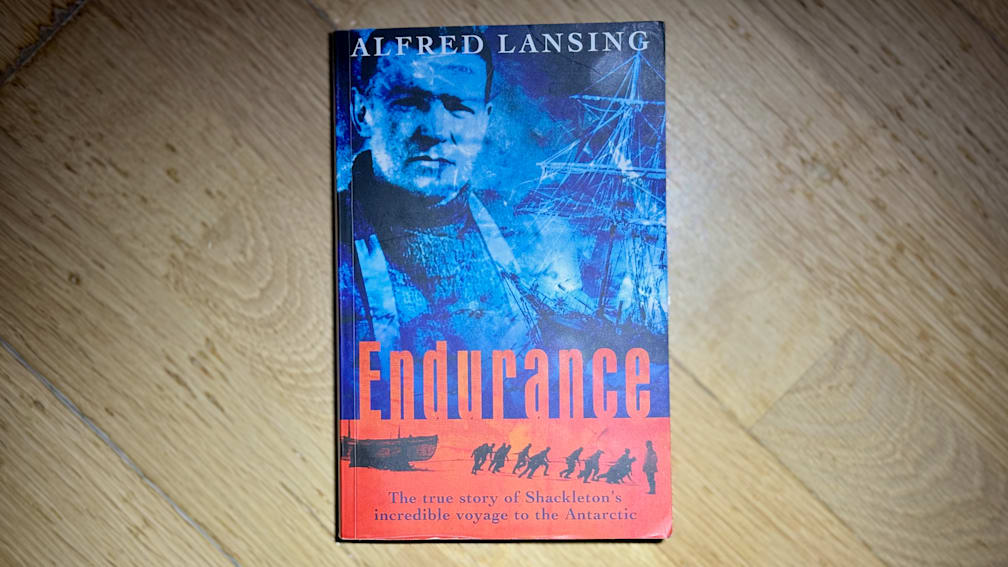 ALFRED LANSING
Endurance
The true story of Shackleton's
incredible voyage to the Antarctic